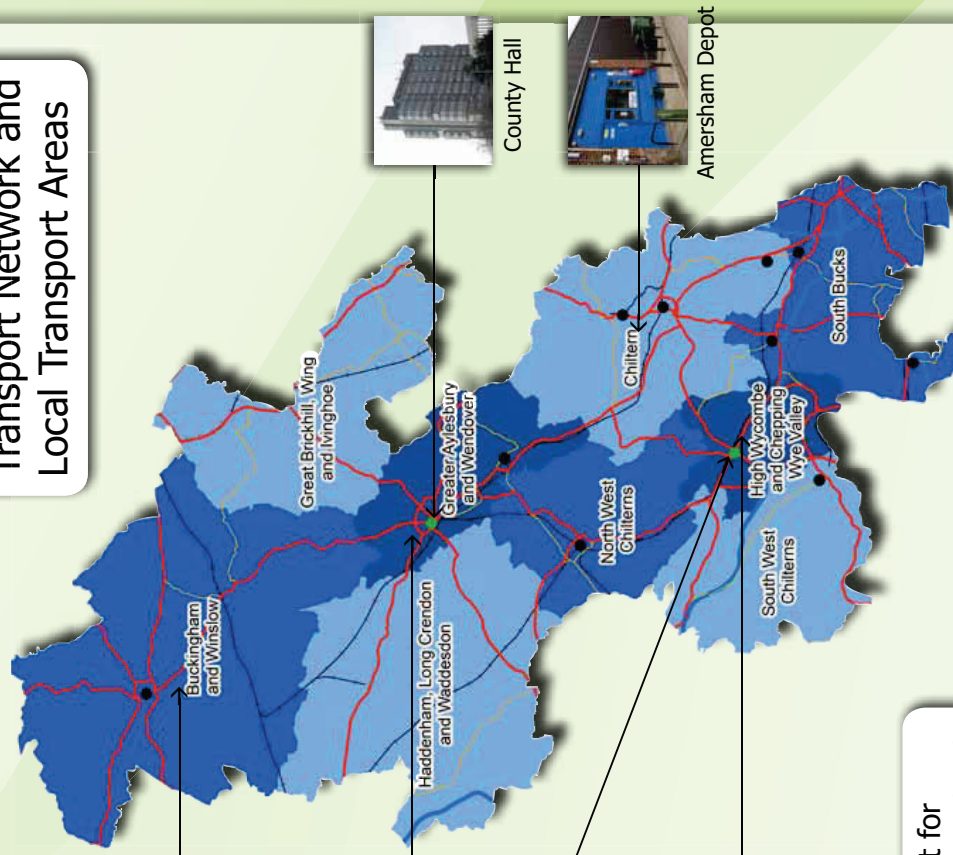 Transport Network and
Local Transport Areas
County Hall
Amersham Depot
Great Brickhill, Wing
and Ivinghoe
Buckingham
and Winslow
Greater Aylesbury
and Wendover
Haddenham, Long Crendon
and Waddesdon
Chiltern
North West
Chilterns
High Wycombe
and Chepping
Wye Valley
South Bucks
South West
Chilterns
t for